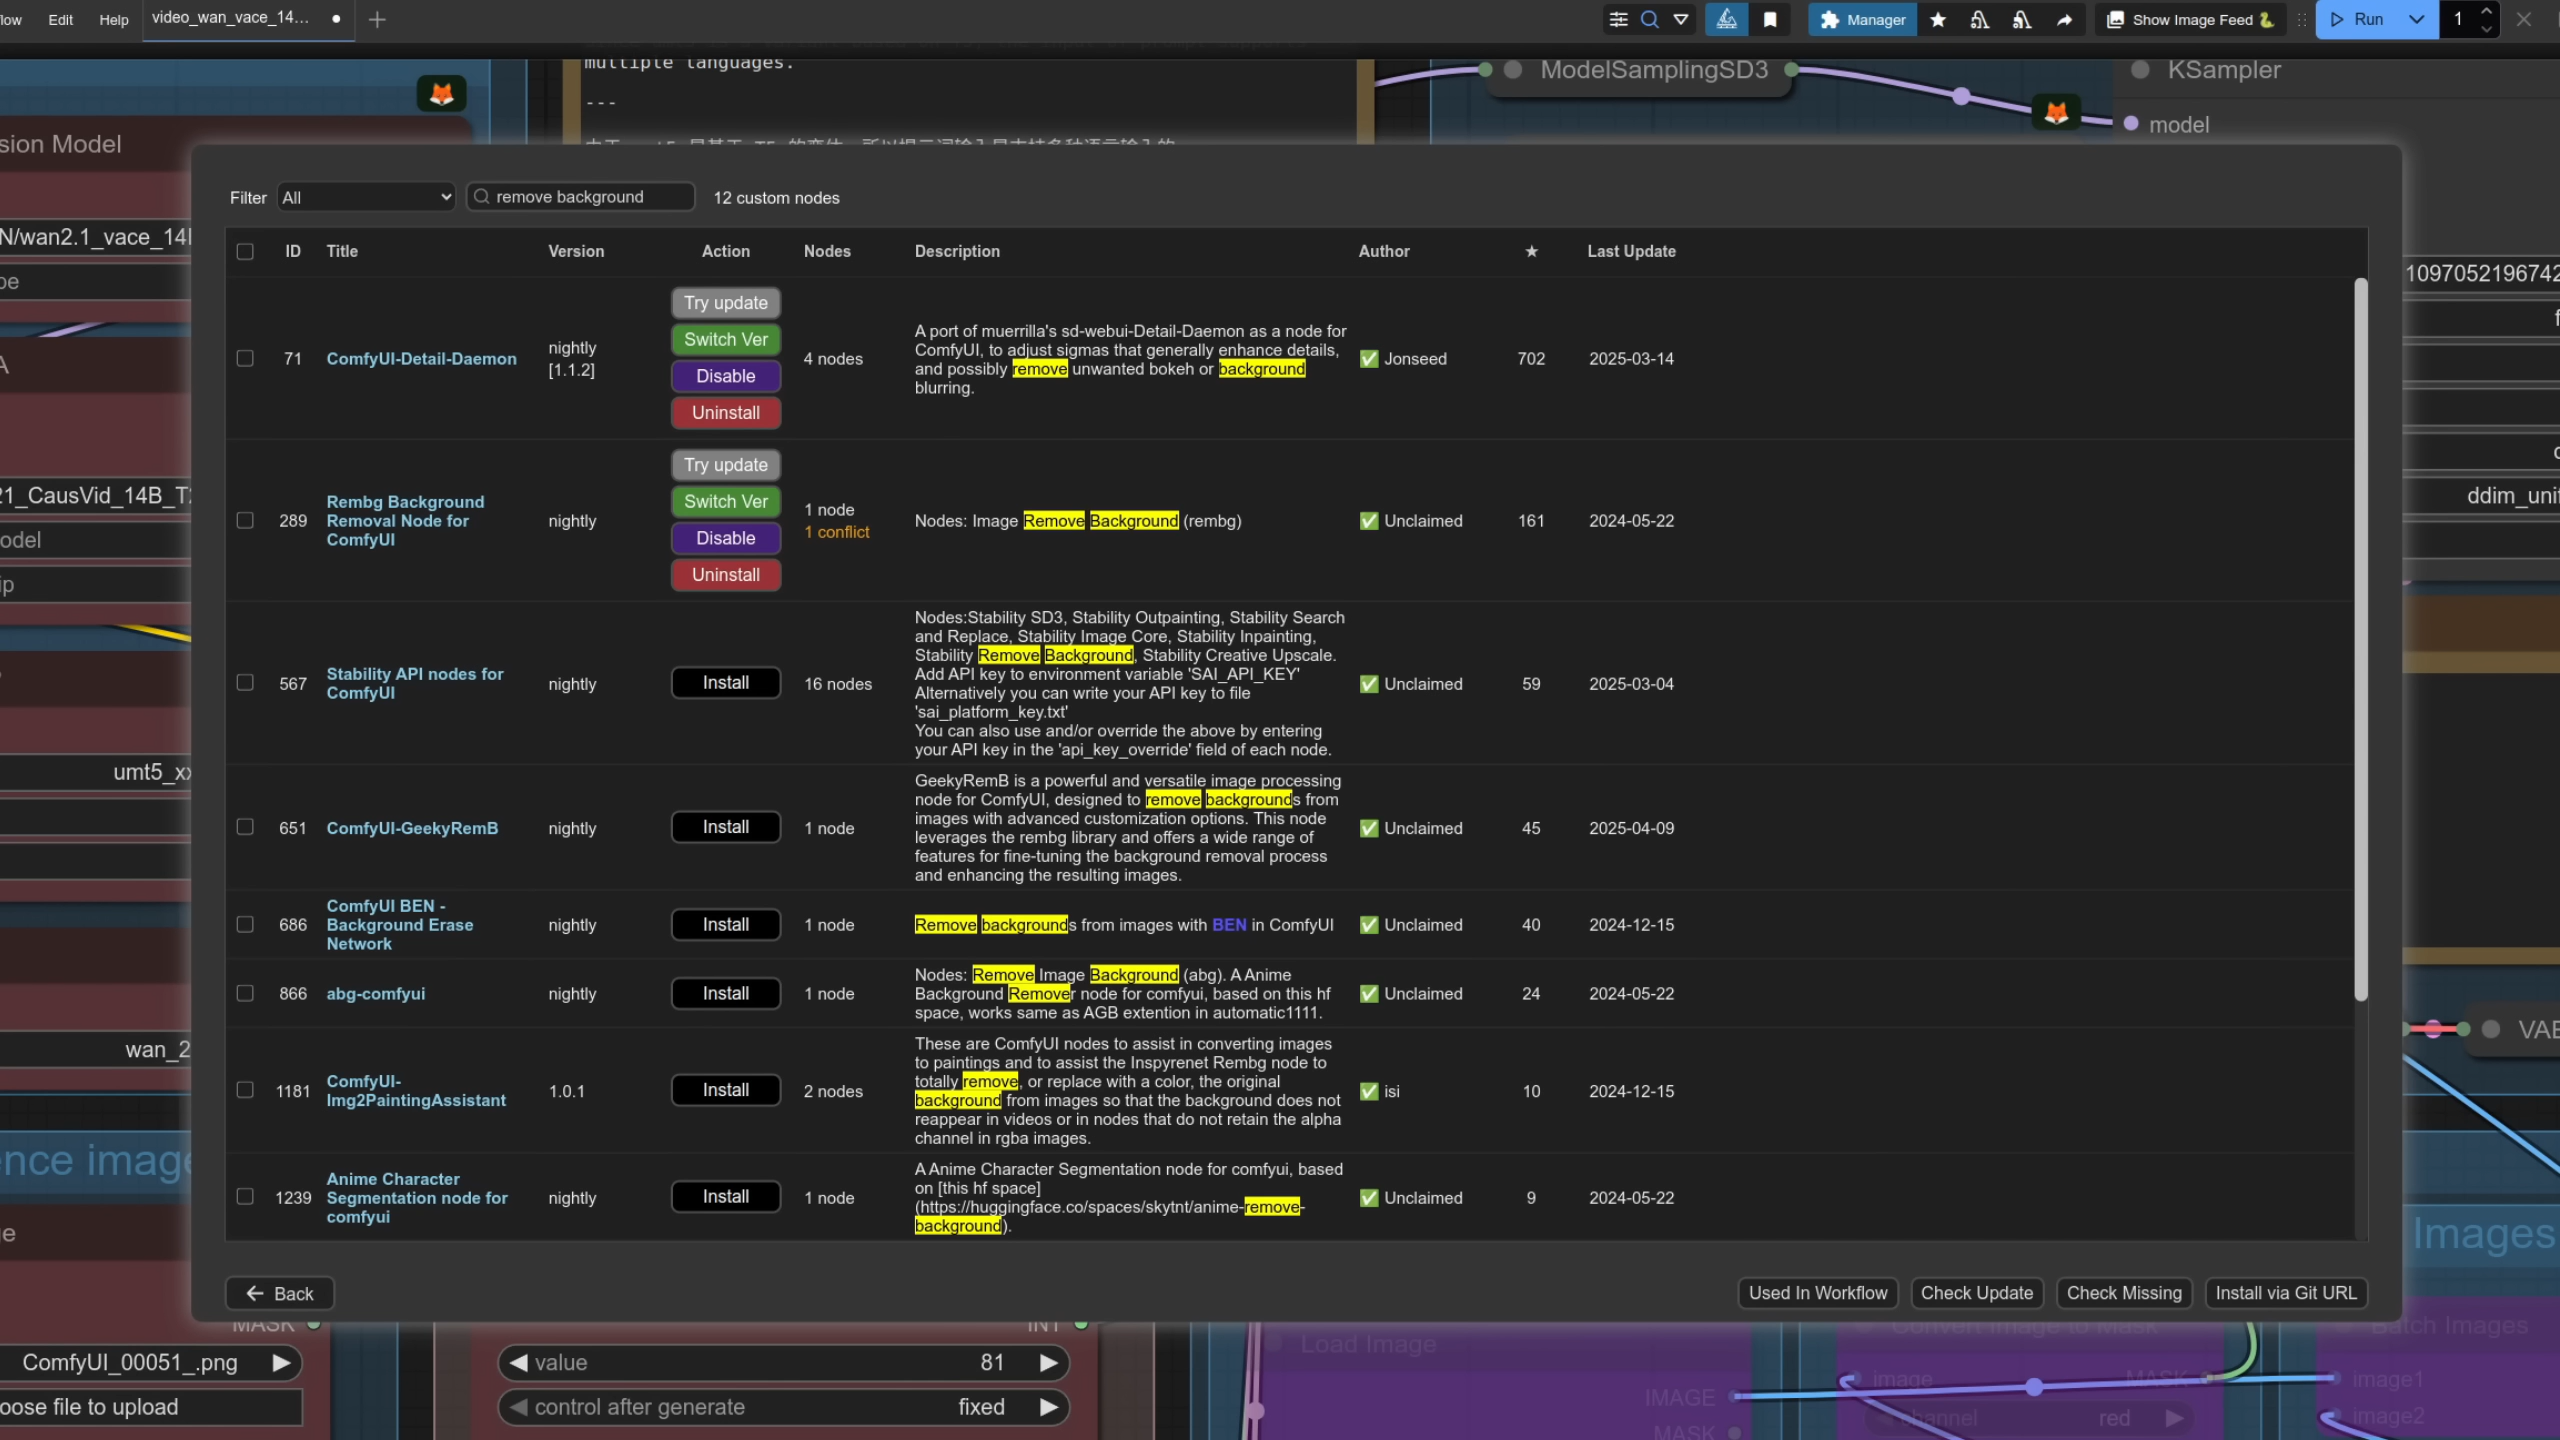 Edit
Help
video_wan_vace_14...
Manager
Show Image Feed
Run
1
multiple languages.
---
ModelSamplingSD3
KSampler
sion Model
model
Filter
All
remove background
12 custom nodes
N/wan2.1_vace_14
1097052196742
ID Title Version Action Nodes Description Author ★ Last Update
71
ComfyUI-Detail-Daemon
nightly
[1.1.2]
Try update
Switch Ver
Disable
Uninstall
4 nodes
A port of muerrilla's sd-webui-Detail-Daemon as a node for
ComfyUI, to adjust sigmas that generally enhance details,
and possibly remove unwanted bokeh or background
blurring.
✅ Jonseed
702
2025-03-14
21_CausVid_14B_T
odel
ip
ddim_unif
289
Rembg Background
Removal Node for
ComfyUI
nightly
Try update
Switch Ver
Disable
Uninstall
1 node
1 conflict
Nodes: Image Remove Background (rembg)
✅ Unclaimed
161
2024-05-22
567
Stability API nodes for
ComfyUI
nightly
Install
16 nodes
Nodes:Stability SD3, Stability Outpainting, Stability Search
and Replace, Stability Image Core, Stability Inpainting,
Stability Remove Background, Stability Creative Upscale.
Add API key to environment variable 'SAI_API_KEY'
Alternatively you can write your API key to file
'sai_platform_key.txt'
You can also use and/or override the above by entering
your API key in the 'api_key_override' field of each node.
✅ Unclaimed
59
2025-03-04
umt5_xx
651
ComfyUI-GeekyRemB
nightly
Install
1 node
GeekyRemB is a powerful and versatile image processing
node for ComfyUI, designed to remove backgrounds from
images with advanced customization options. This node
leverages the rembg library and offers a wide range of
features for fine-tuning the background removal process
and enhancing the resulting images.
✅ Unclaimed
45
2025-04-09
686
ComfyUI BEN -
Background Erase
Network
nightly
Install
1 node
Remove backgrounds from images with BEN in ComfyUI
✅ Unclaimed
40
2024-12-15
866
abg-comfyui
nightly
Install
1 node
Nodes: Remove Image Background (abg). A Anime
Background Remover node for comfyui, based on this hf
space, works same as AGB extention in automatic1111.
✅ Unclaimed
24
2024-05-22
wan_2
VAE
1181
ComfyUI-
Img2PaintingAssistant
1.0.1
Install
2 nodes
These are ComfyUI nodes to assist in converting images
to paintings and to assist the Inspyrenet Rembg node to
totally remove, or replace with a color, the original
background from images so that the background does not
reappear in videos or in nodes that do not retain the alpha
channel in rgba images.
✅ isi
10
2024-12-15
ence image
Images
1239
Anime Character
Segmentation node for
comfyui
nightly
Install
1 node
A Anime Character Segmentation node for comfyui, based
on [this hf space]
(https://huggingface.co/spaces/skytnt/anime-remove-
background).
✅ Unclaimed
9
2024-05-22
Back
Used In Workflow
Check Update
Check Missing
Install via Git URL
MASK
INT
Load Image
Convert Image to Mask
Batch Images
ComfyUI_00051_.png
value
81
oose file to upload
control after generate
fixed
IMAGE
MASK
image
MASK
channel
red
image1
image2